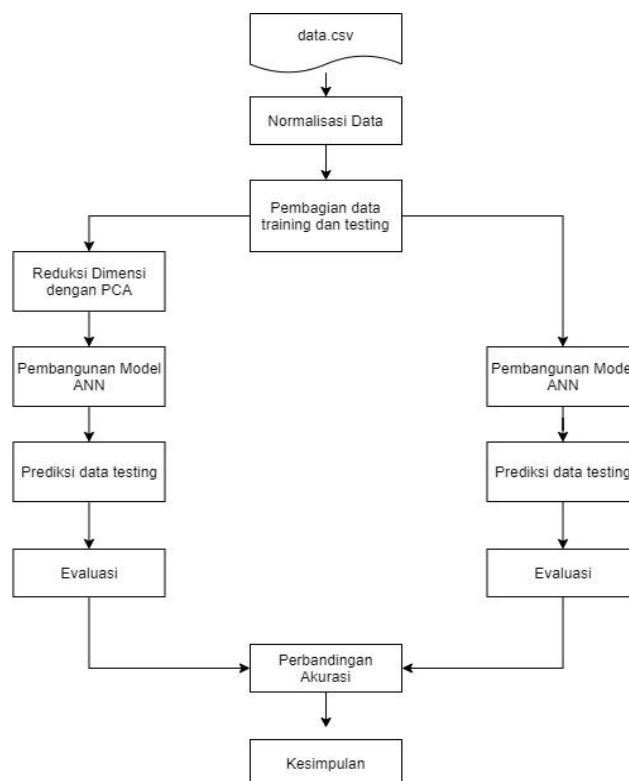 data.csv
Normalisasi Data
Pembagian data
training dan testing
Reduksi Dimensi
dengan PCA
Pembangunan Model
ANN
Prediksi data testing
Evaluasi
Pembangunan Model
ANN
Prediksi data testing
Evaluasi
Perbandingan
Akurasi
Kesimpulan